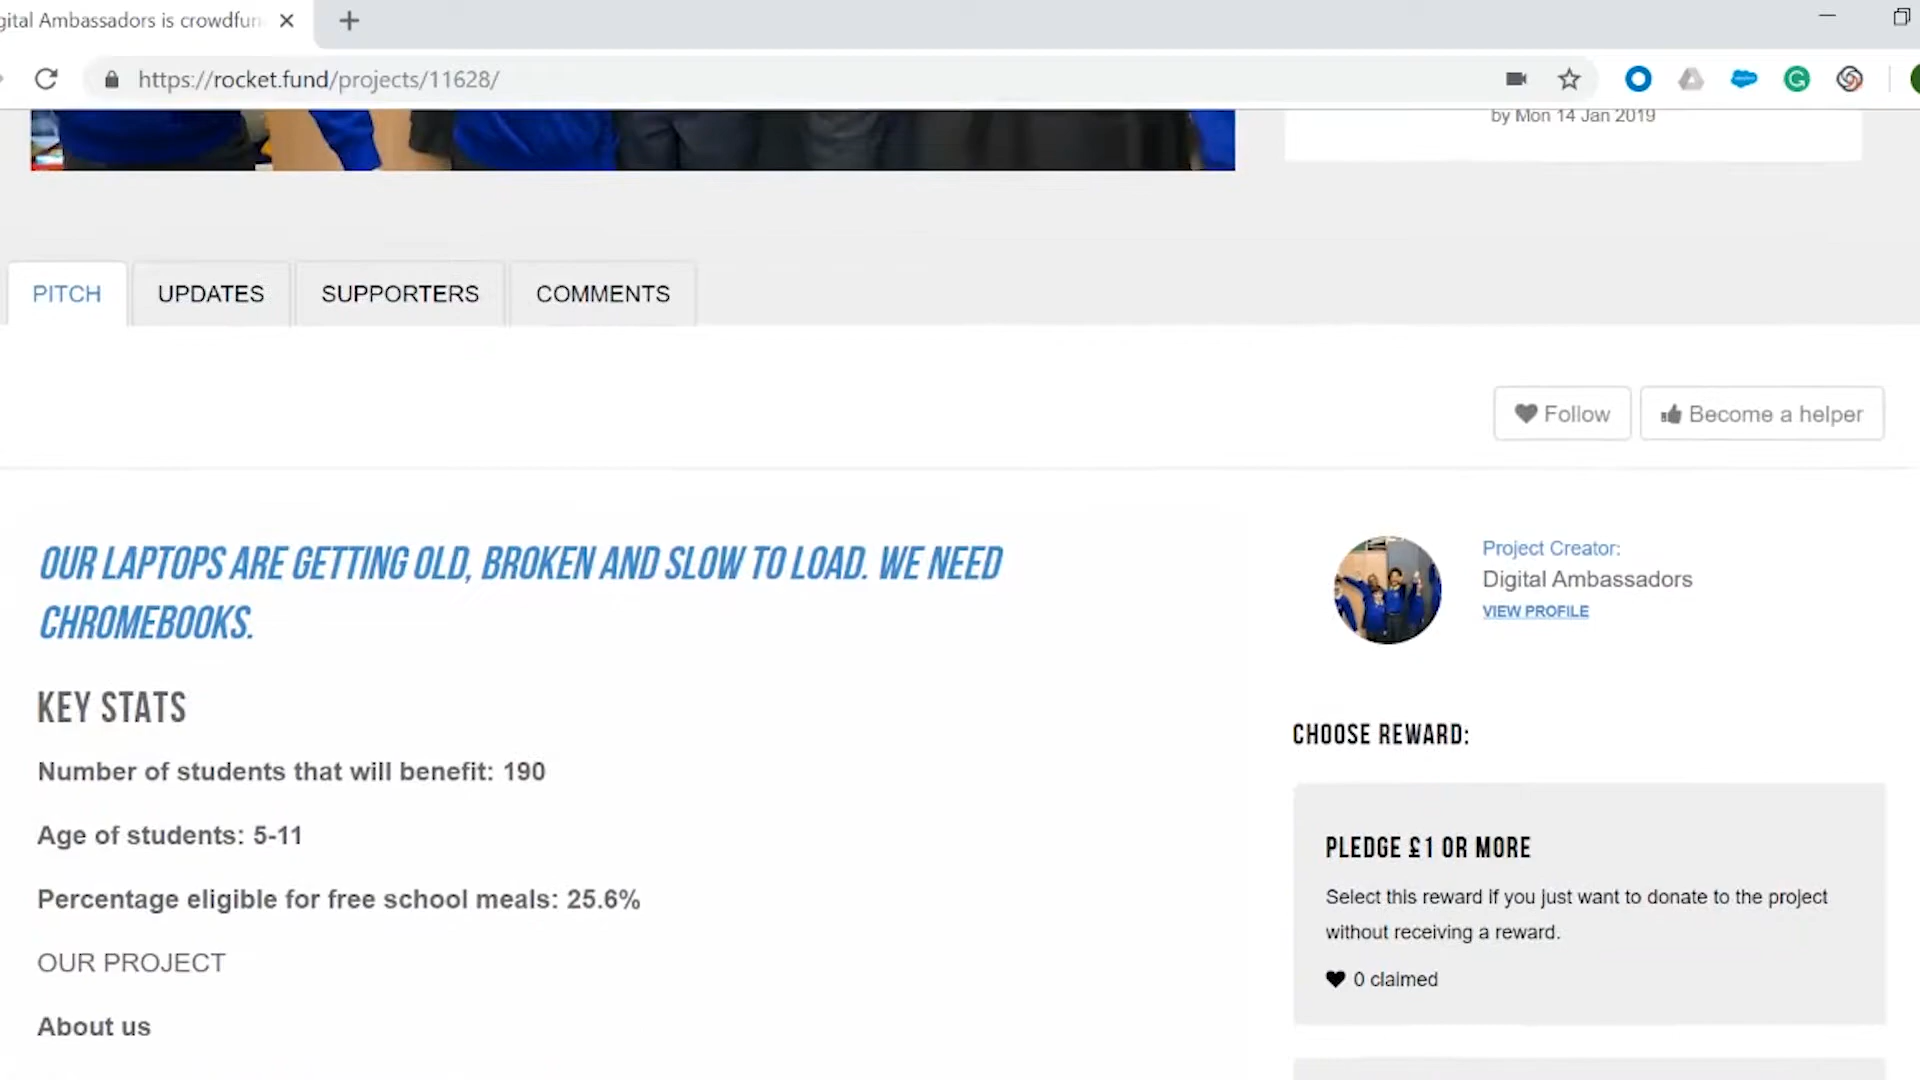 gital Ambassadors is crowdfun
https://rocket.fund/projects/11628/
by Mon 14 Jan 2019
PITCH
UPDATES
SUPPORTERS
COMMENTS
Follow
Become a helper
OUR LAPTOPS ARE GETTING OLD, BROKEN AND SLOW TO LOAD. WE NEED
CHROMEBOOKS.
KEY STATS
Number of students that will benefit: 190
Age of students: 5-11
Percentage eligible for free school meals: 25.6%
OUR PROJECT
About us
Project Creator:
Digital Ambassadors
VIEW PROFILE
CHOOSE REWARD:
PLEDGE £1 OR MORE
Select this reward if you just want to donate to the project
without receiving a reward.
0 claimed